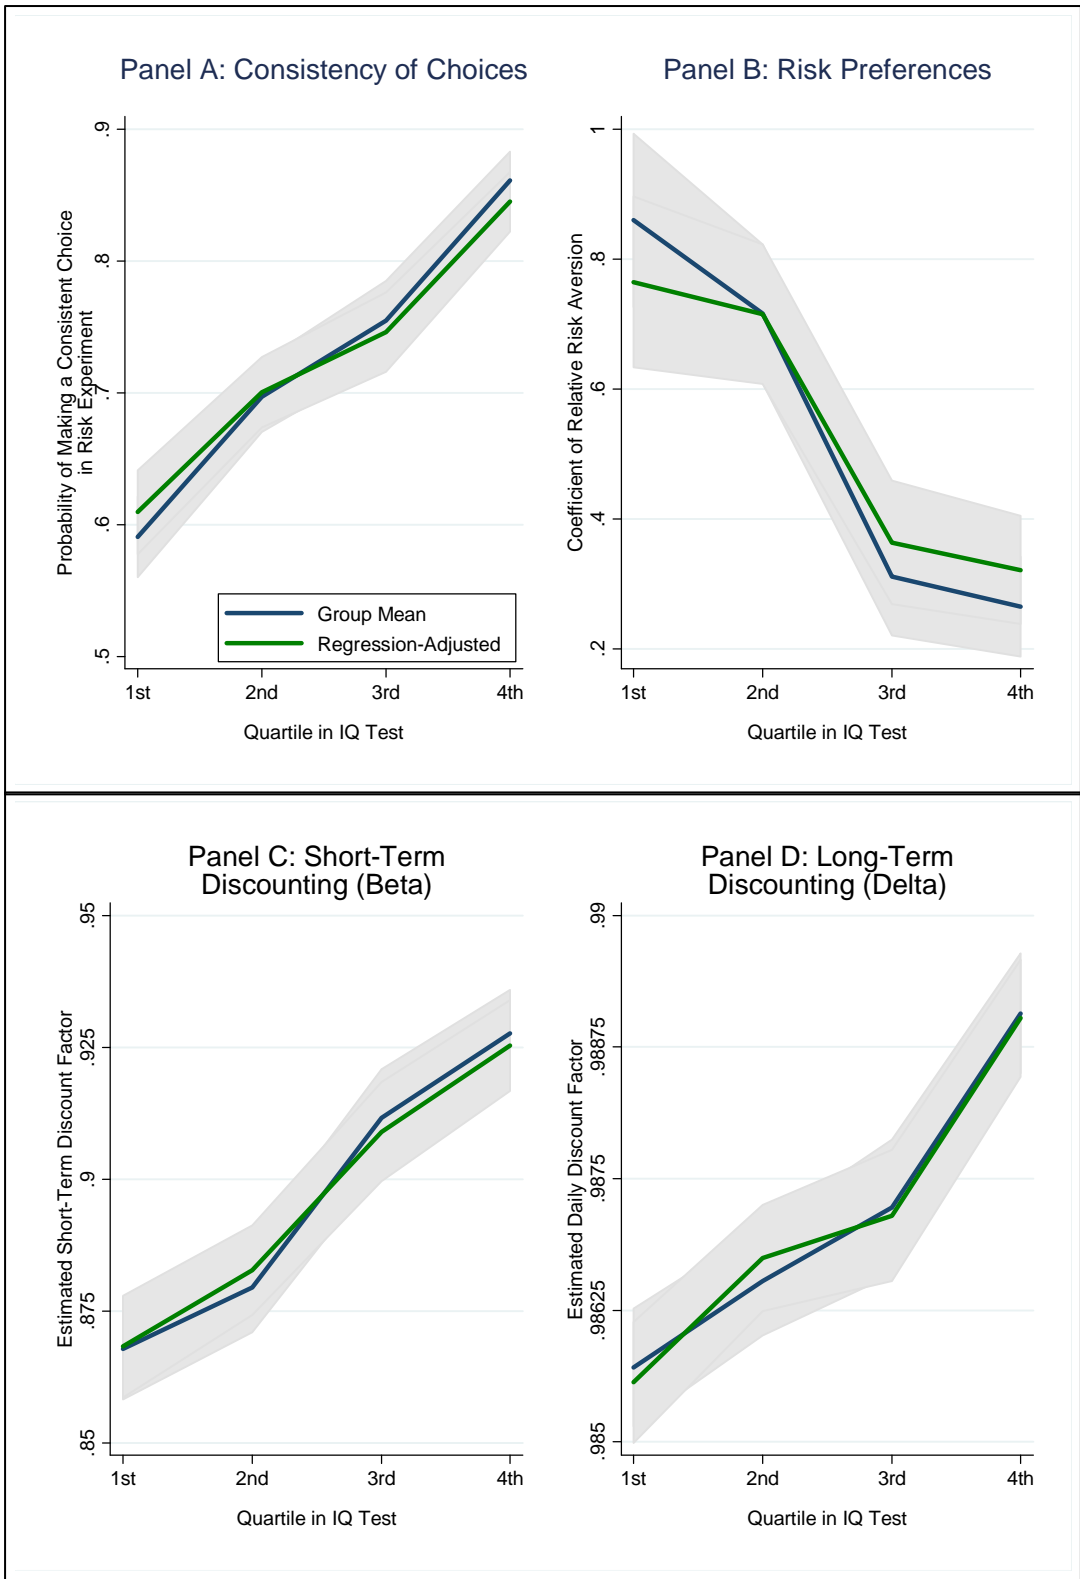 Panel A: Consistency of Choices
Probability of Making a Consistent Choice
in Risk Experiment
.9
.8
.7
.6
.5
Group Mean
Regression-Adjusted
1st
2nd
3rd
4th
Quartile in IQ Test
Panel B: Risk Preferences
Coefficient of Relative Risk Aversion
1
.8
.6
.4
.2
1st
2nd
3rd
4th
Quartile in IQ Test
Panel C: Short-Term
Discounting (Beta)
Estimated Short-Term Discount Factor
.95
.925
.9
.875
.85
1st
2nd
3rd
4th
Quartile in IQ Test
Panel D: Long-Term
Discounting (Delta)
Estimated Daily Discount Factor
.99
.98875
.9875
.98625
.985
1st
2nd
3rd
4th
Quartile in IQ Test